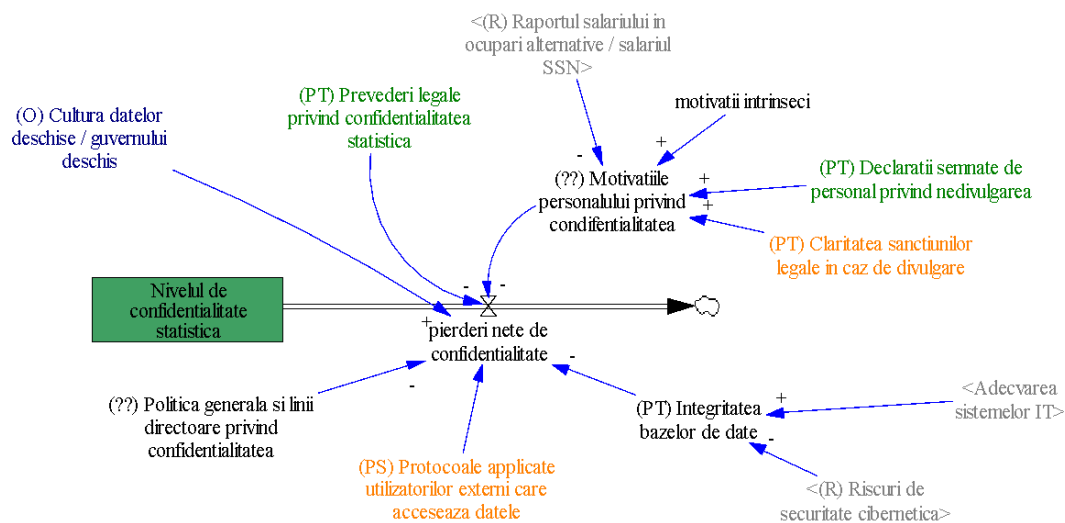 <(R) Raportul salariului in
ocupari alternative / salariul
SSN>
(PT) Prevederi legale
privind confidentialitatea
statistica
motivatii intrinseci
(O) Cultura datelor
deschise / guvernului
deschis
+
-
(??) Motivatiile
personalului privind
condifentialitatea
+
+
(PT) Declaratii semnate de
personal privind nedivulgarea
(PT) Claritatea sanctiunilor
legale in caz de divulgare
Nivelul de
confidentialitate
statistica
-
-
+
pierderi nete de
confidentialitate
-
-
(??) Politica generala si linii
directoare privind
confidentialitatea
(PT) Integritatea
bazelor de date
+
-
<Adecvarea
sistemelor IT>
(PS) Protocoale applicate
utilizatorilor externi care
acceseaza datele
<(R) Riscuri de
securitate cibernetica>